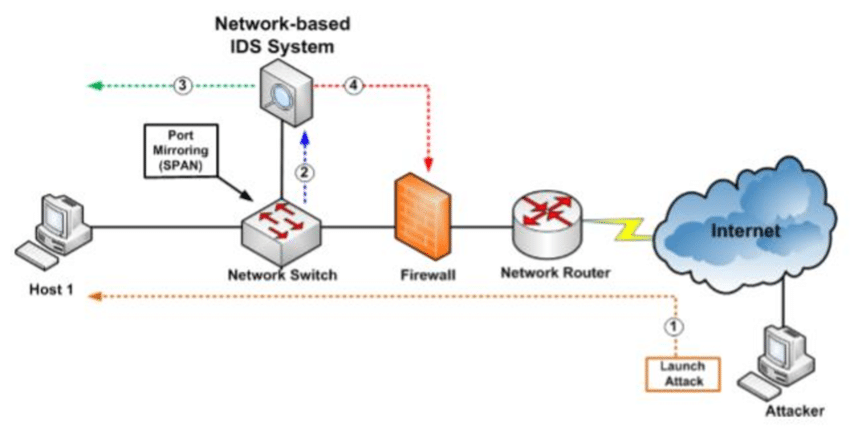 Network-based
IDS System
3
4
Port
Mirroring
(SPAN)
2
Internet
Network Switch
Firewall
Network Router
Host 1
1
Launch
Attack
Attacker